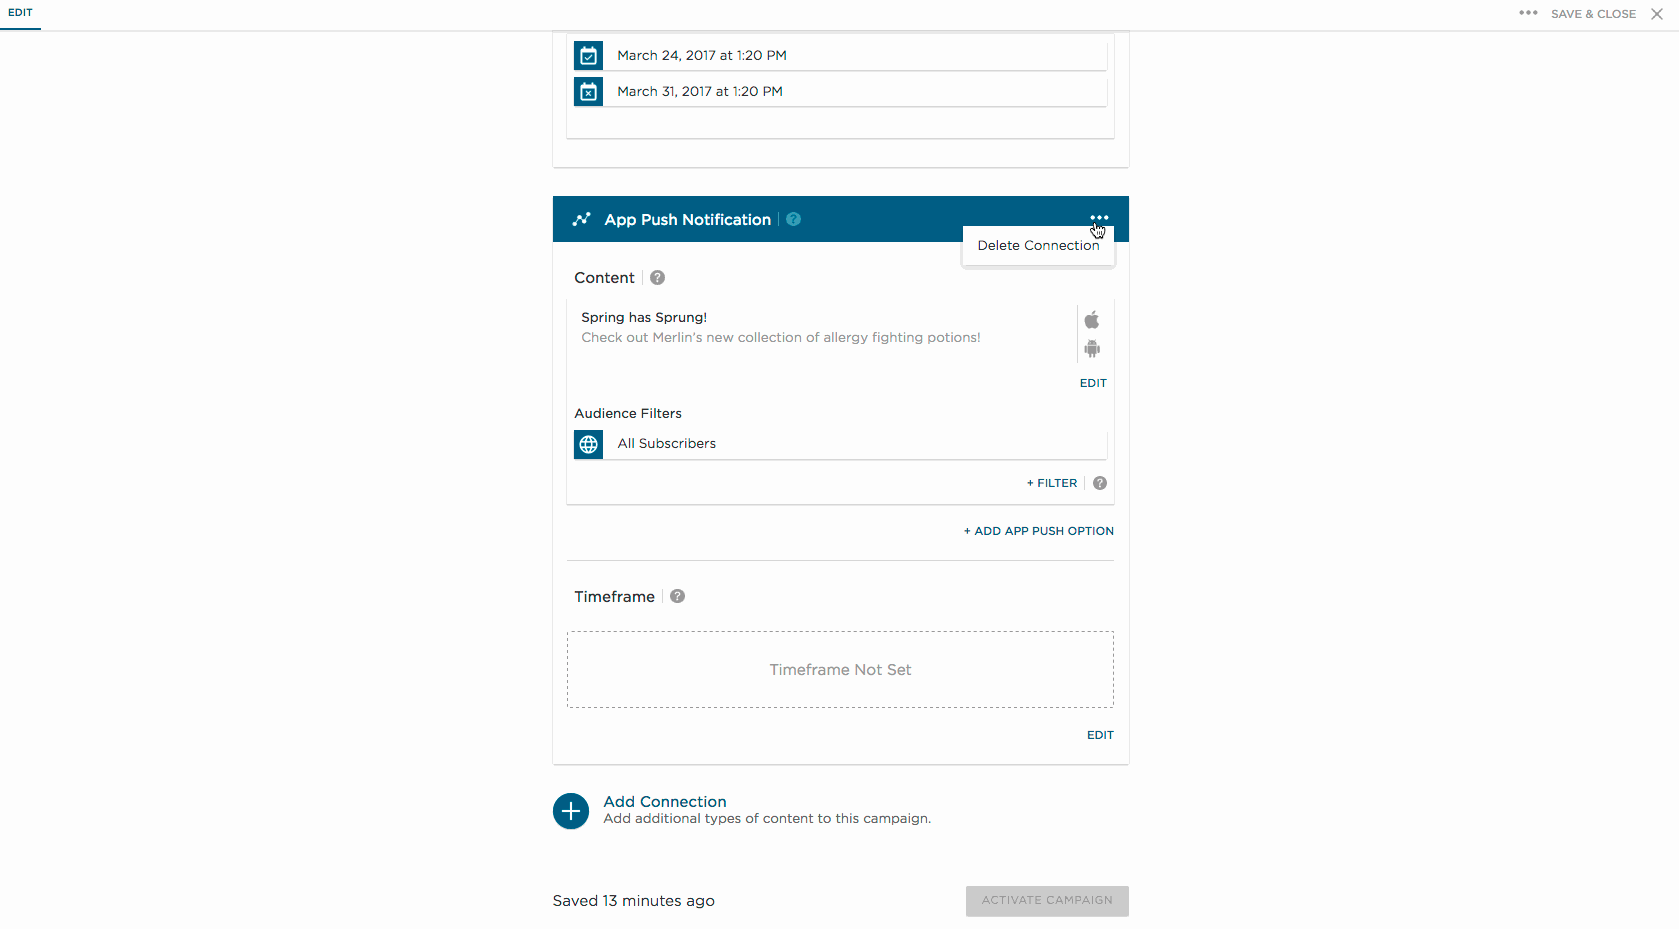 EDIT
SAVE & CLOSE
March 24, 2017 at 1:20 PM
March 31, 2017 at 1:20 PM
App Push Notification
?
Delete Connection
Content
?
Spring has Sprung!
Check out Merlin's new collection of allergy fighting potions!
EDIT
Audience Filters
All Subscribers
+ FILTER
?
+ ADD APP PUSH OPTION
Timeframe
?
Timeframe Not Set
EDIT
Add Connection
Add additional types of content to this campaign.
Saved 13 minutes ago
ACTIVATE CAMPAIGN